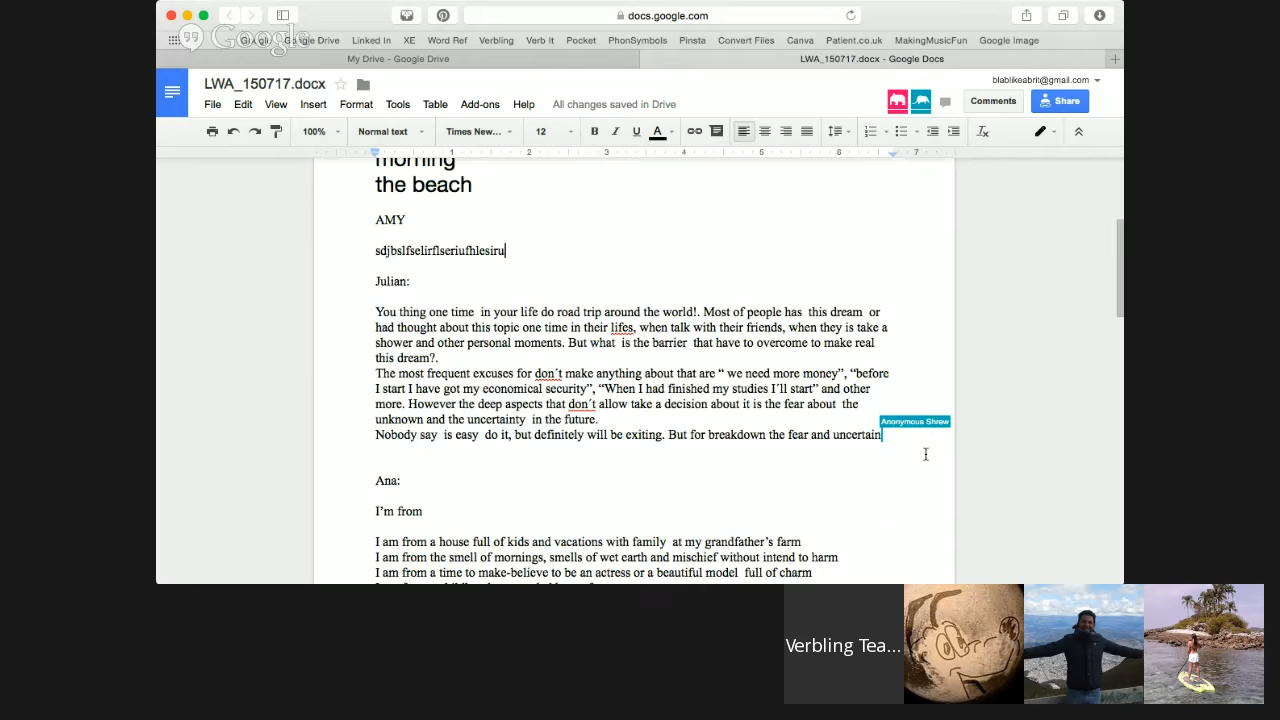 docs.google.com
Google
Google Drive Linked In XE Word Ref Verbling Verb It Pocket PhonSymbols Pinsta Convert Files Canva Patient.co.uk MakingMusicFun Google Image
My Drive - Google Drive LWA_150717.docx - Google Docs
LWA_150717.docx
blablikeabrit@gmail.com
File Edit View Insert Format Tools Table Add-ons Help All changes saved in Drive
Comments Share
100% Normal text Times New... 12 B I U A
1 2 3 4 5 6 7
morning
the beach
AMY
sdjbslfselirflseriufhlesiru
Julian:
You thing one time in your life do road trip around the world!. Most of people has this dream or
had thought about this topic one time in their lifes, when talk with their friends, when they is take a
shower and other personal moments. But what is the barrier that have to overcome to make real
this dream?.
The most frequent excuses for don´t make anything about that are “ we need more money”, “before
I start I have got my economical security”, “When I had finished my studies I´ll start” and other
more. However the deep aspects that don´t allow take a decision about it is the fear about the
unknown and the uncertainty in the future.
Anonymous Shrew
Nobody say is easy do it, but definitely will be exiting. But for breakdown the fear and uncertain
Ana:
I’m from
I am from a house full of kids and vacations with family at my grandfather’s farm
I am from the smell of mornings, smells of wet earth and mischief without intend to harm
I am from a time to make-believe to be an actress or a beautiful model full of charm
Verbling Tea...